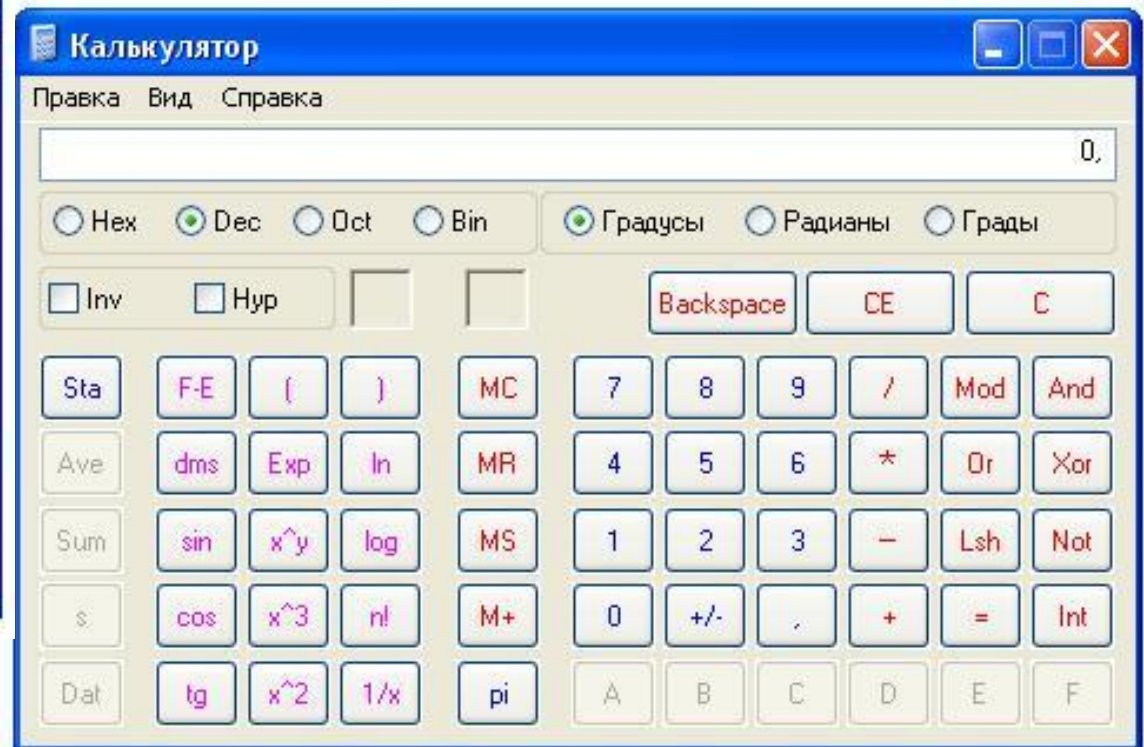 Калькулятор
Правка Вид Справка
0,
Hex Dec Oct Bin Градусы Радианы Грады
Inv Hyp Backspace CE C
Sta F-E ( ) MC 7 8 9 / Mod And
Ave dms Exp ln MR 4 5 6 * Or Xor
Sum sin x^y log MS 1 2 3 - Lsh Not
s cos x^3 n! M+ 0 +/- , + = Int
Dat tg x^2 1/x pi A B C D E F